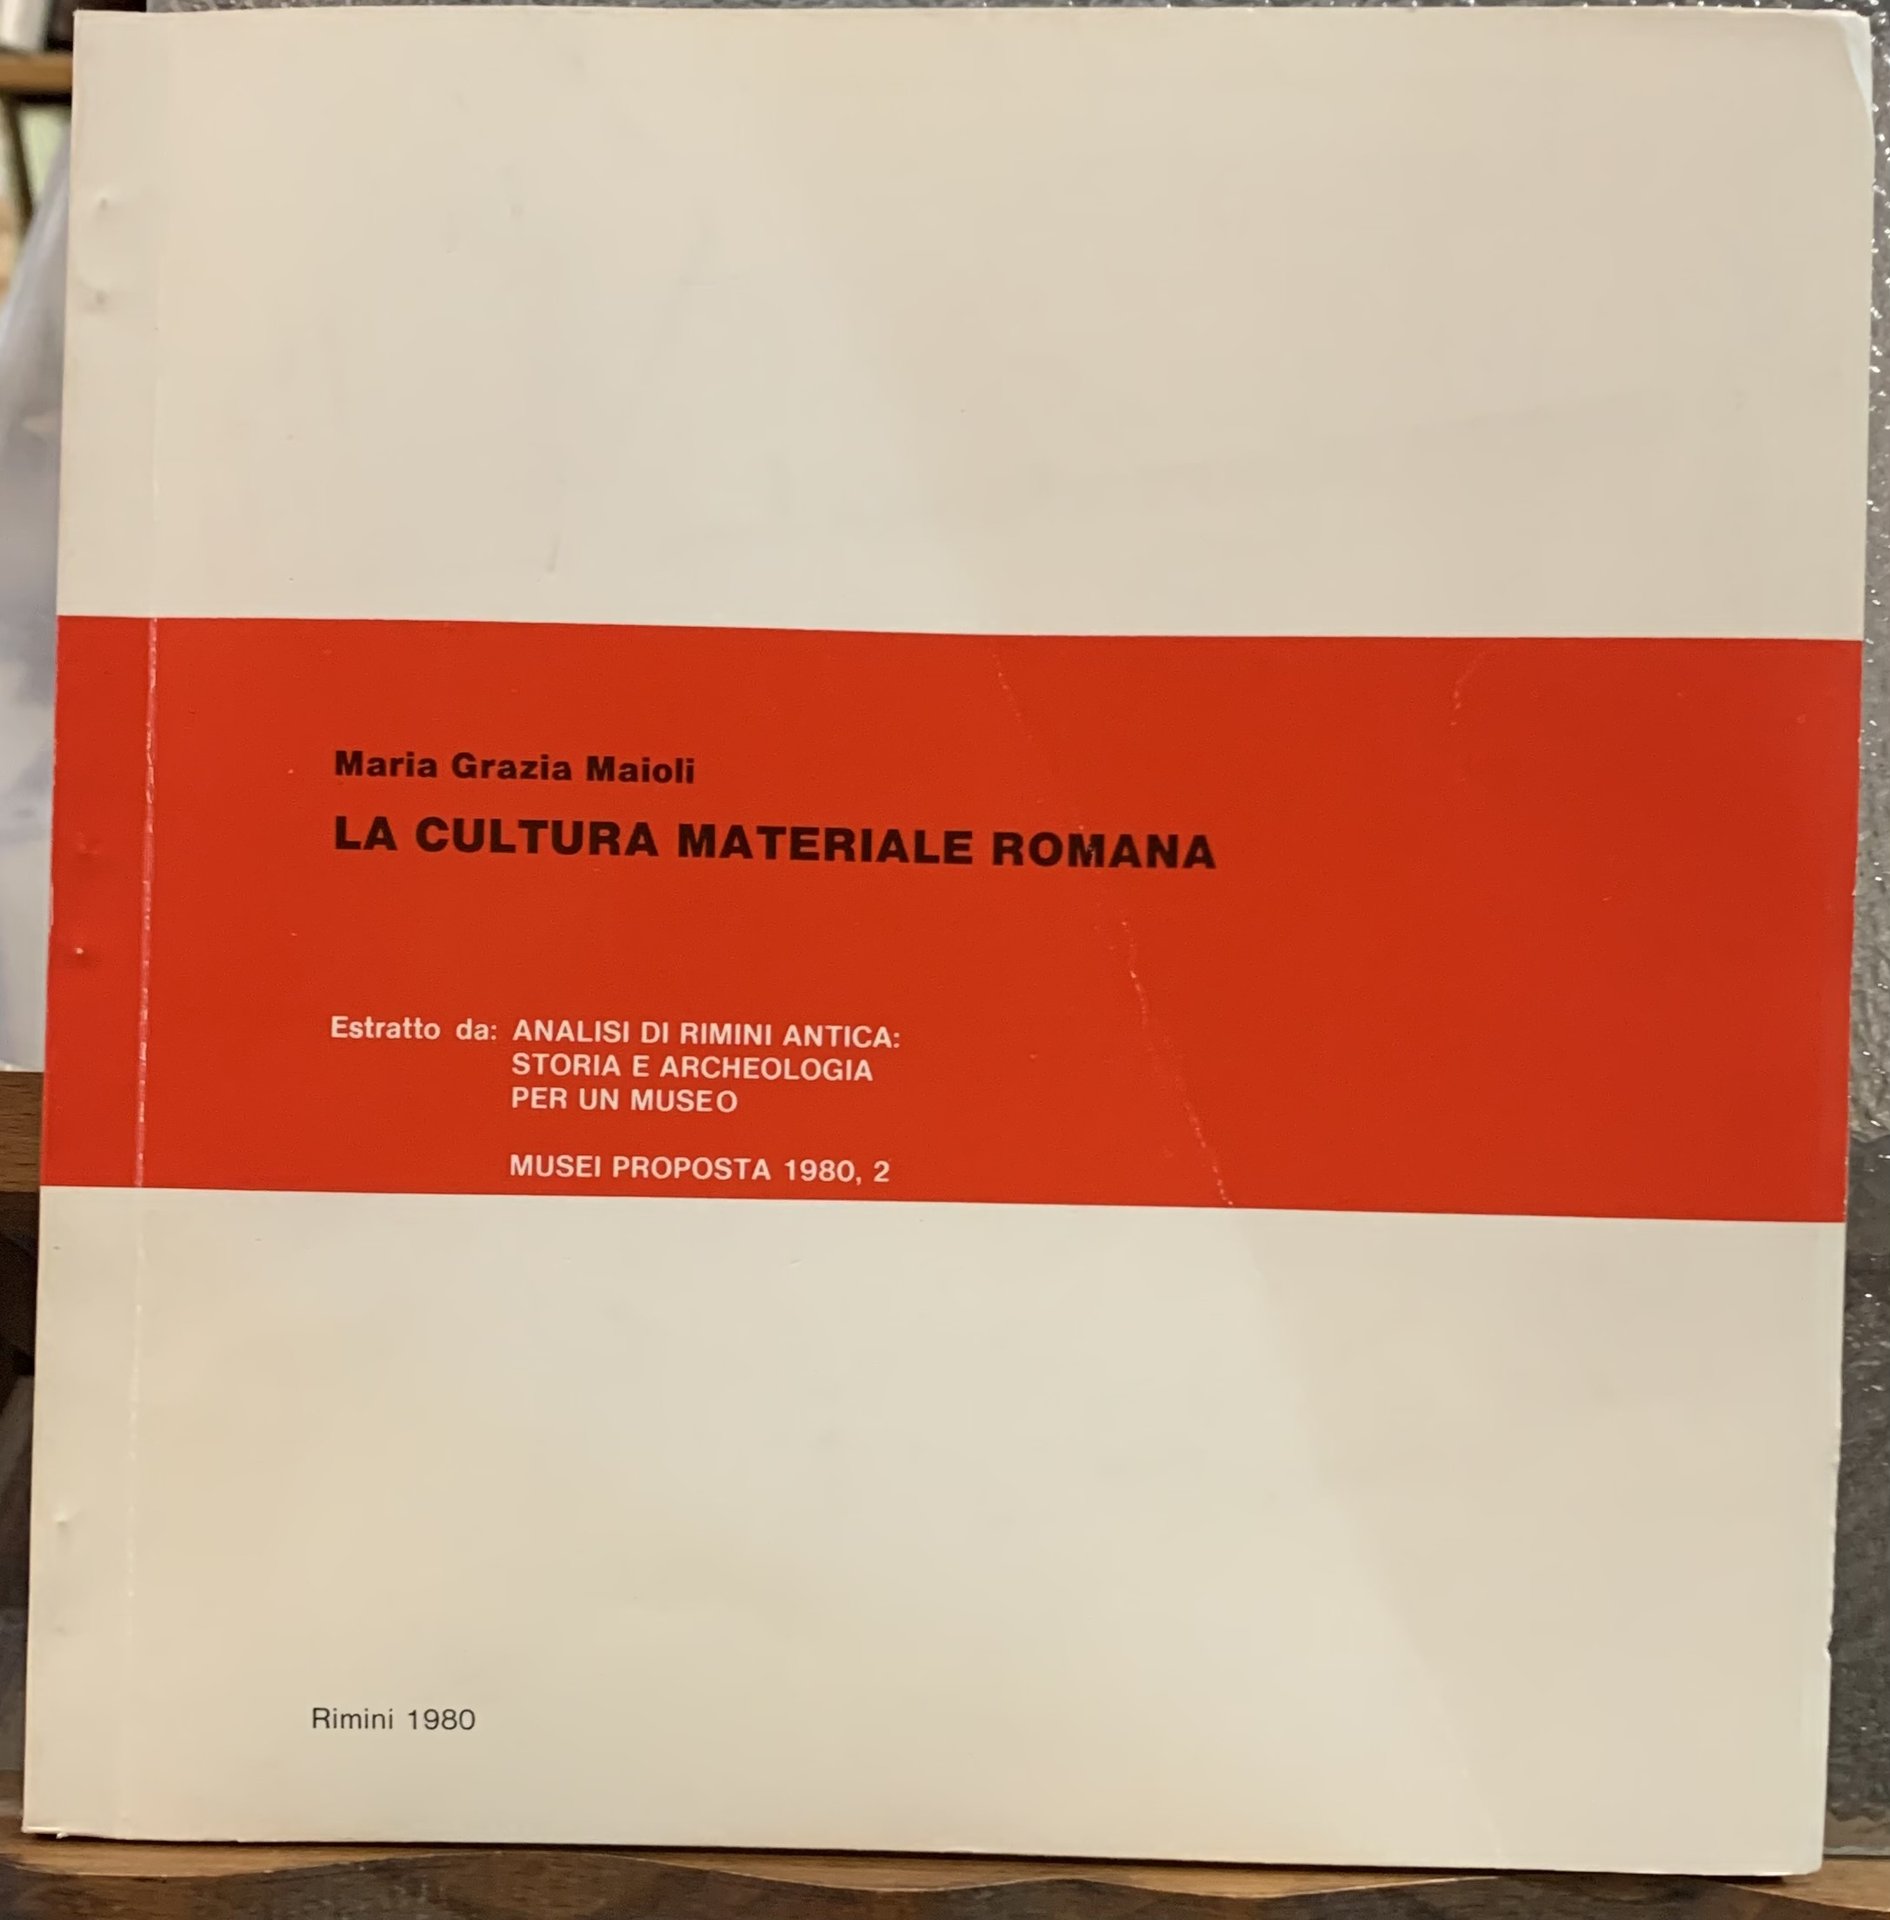 Maria Grazia Maioli
LA CULTURA MATERIALE ROMANA
Estratto da: ANALISI DI RIMINI ANTICA:
STORIA E ARCHEOLOGIA
PER UN MUSEO
MUSEI PROPOSTA 1980, 2
Rimini 1980